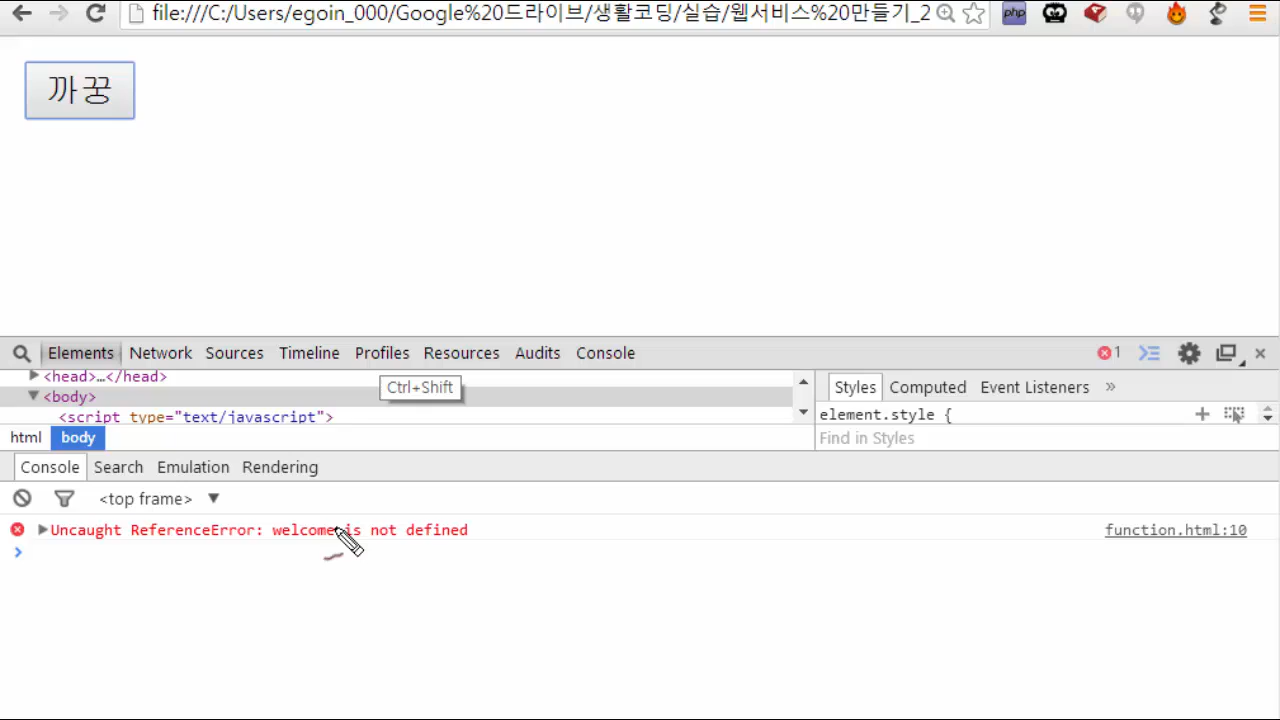 file:///C:/Users/egoin_000/Google%20드라이브/생활코딩/실습/웹서비스%20만들기_2
php
까꿍
Elements Network Sources Timeline Profiles Resources Audits Console 1
<head>…</head>
<body>
<script type="text/javascript">
Ctrl+Shift
Styles Computed Event Listeners »
element.style {
html body
Find in Styles
Console Search Emulation Rendering
<top frame>
Uncaught ReferenceError: welcome is not defined function.html:10